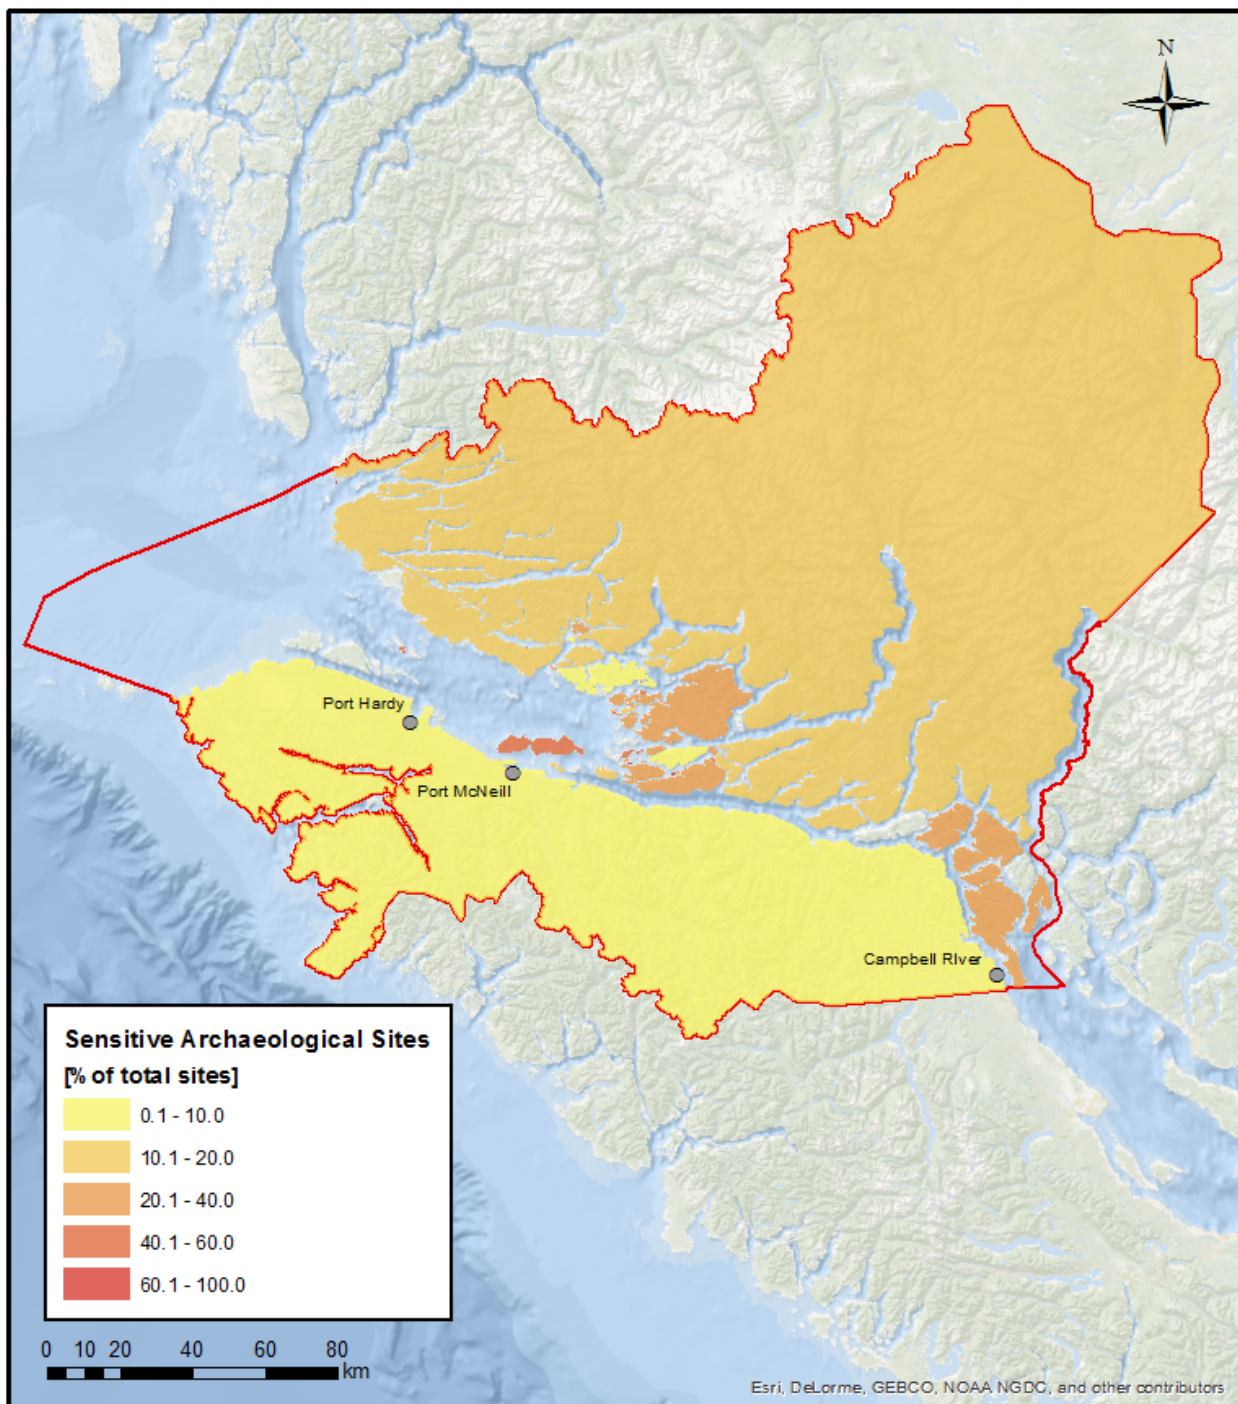 N
Port Hardy
Port McNeill
Campbell RIver
Sensitive Archaeological Sites
[% of total sites]
0.1 - 10.0
10.1 - 20.0
20.1 - 40.0
40.1 - 60.0
60.1 - 100.0
0 10 20 40 60 80
km
Esri, DeLorme, GEBCO, NOAA NGDC, and other contributors